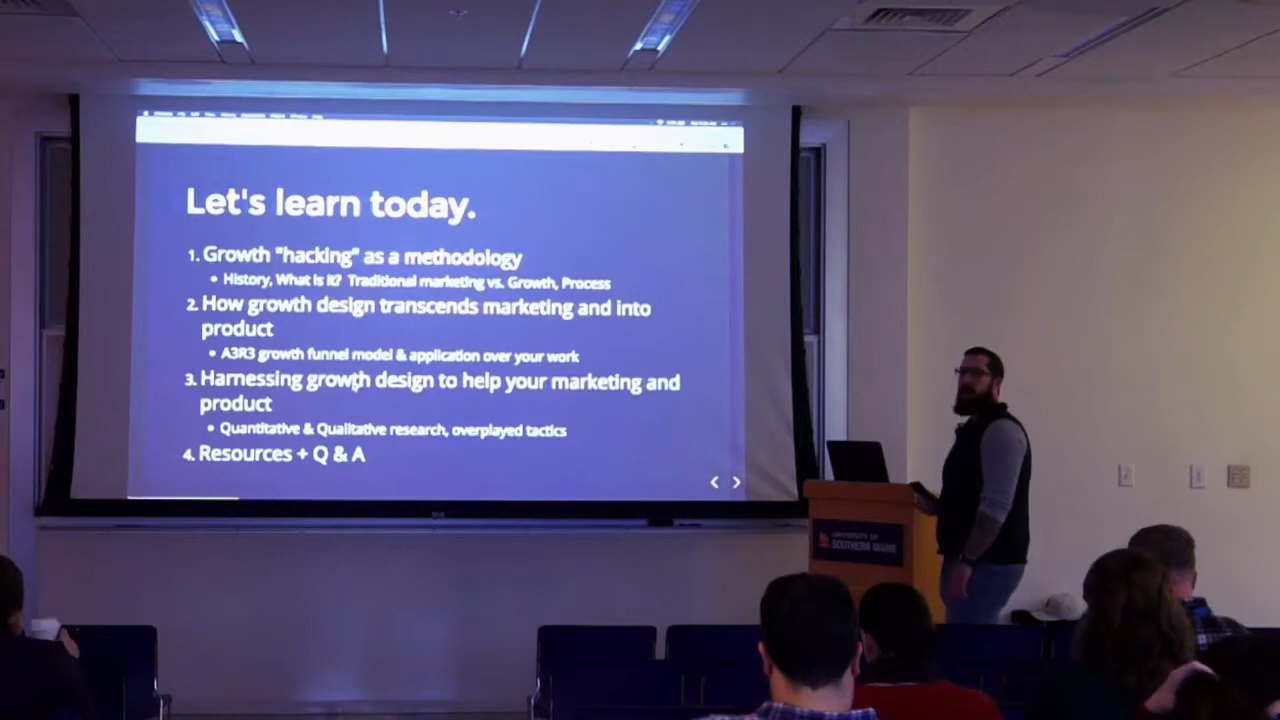 Let's learn today.
1. Growth "hacking" as a methodology
• History, What is it? Traditional marketing vs. Growth, Process
2. How growth design transcends marketing and into
product
• A3R3 growth funnel model & application over your work
3. Harnessing growth design to help your marketing and
product
• Quantitative & Qualitative research, overplayed tactics
4. Resources + Q & A
UNIVERSITY OF
SOUTHERN MAINE